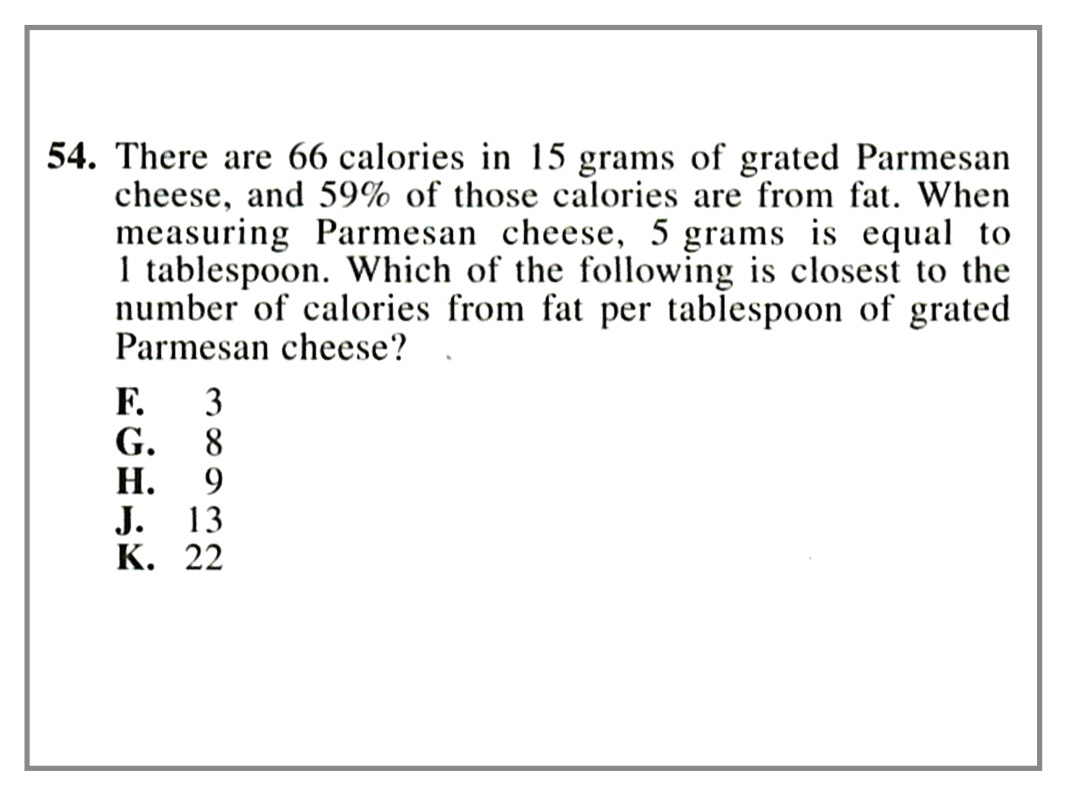 54. There are 66 calories in 15 grams of grated Parmesan
cheese, and 59% of those calories are from fat. When
measuring Parmesan cheese, 5 grams is equal to
1 tablespoon. Which of the following is closest to the
number of calories from fat per tablespoon of grated
Parmesan cheese?
F. 3
G. 8
H. 9
J. 13
K. 22